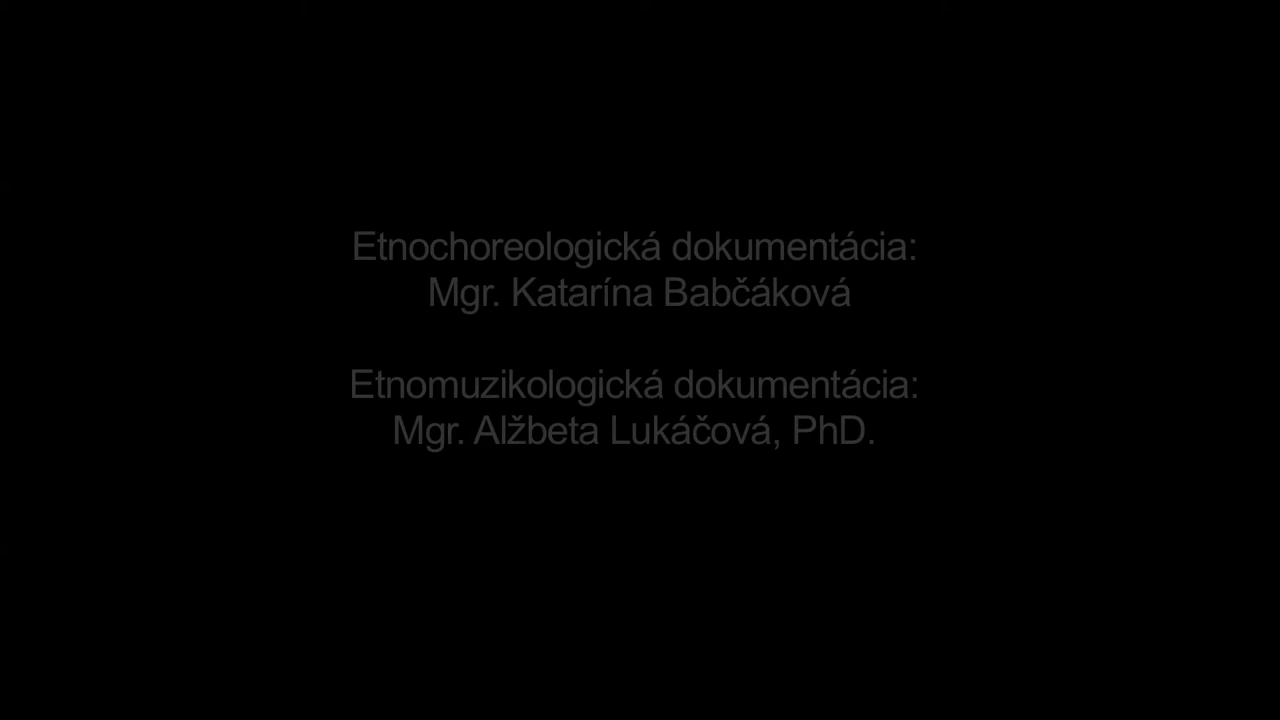 Etnochoreologická dokumentácia:
Mgr. Katarína Babčáková
Etnomuzikologická dokumentácia:
Mgr. Alžbeta Lukáčová, PhD.